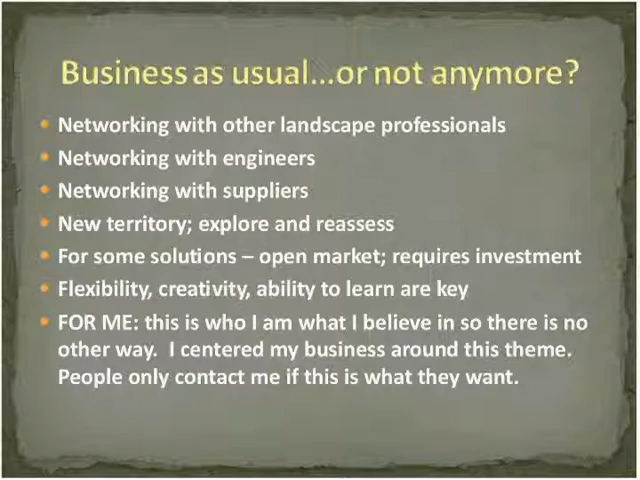 Business as usual...or not anymore?
• Networking with other landscape professionals
• Networking with engineers
• Networking with suppliers
• New territory; explore and reassess
• For some solutions – open market; requires investment
• Flexibility, creativity, ability to learn are key
• FOR ME: this is who I am what I believe in so there is no
other way.  I centered my business around this theme.
People only contact me if this is what they want.